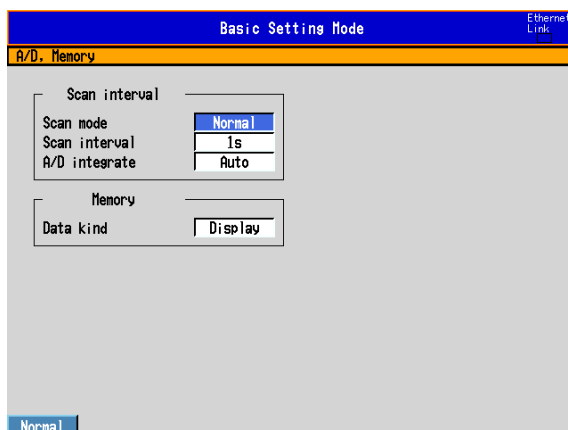 Basic Setting Mode
Ethernet
Link
A/D, Memory
Scan interval
Scan mode Normal
Scan interval 1s
A/D integrate Auto
Memory
Data kind Display
Normal